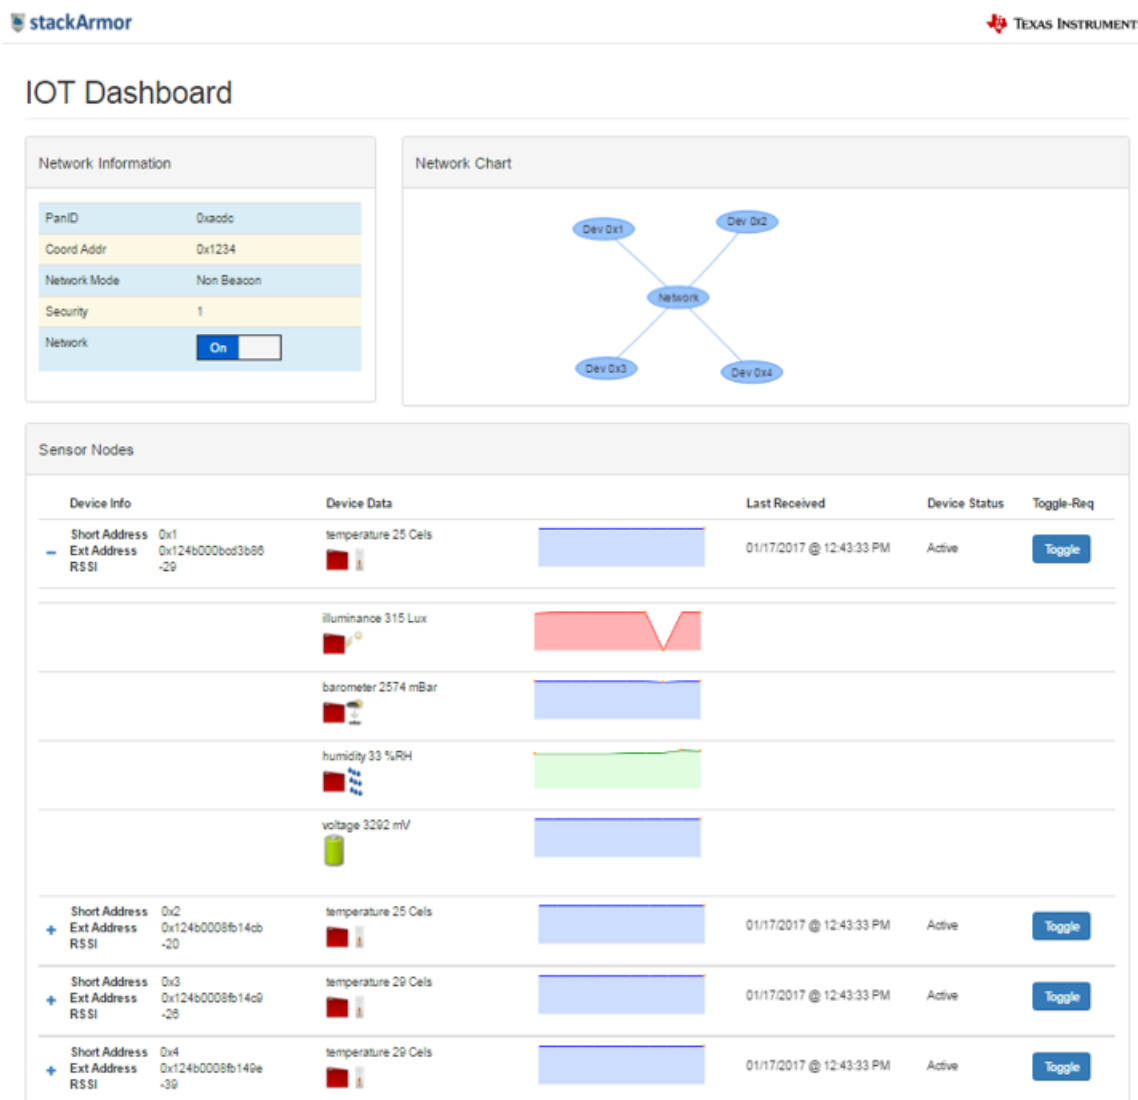 stackArmor
TEXAS INSTRUMENTS
IOT Dashboard
Network Information
PanID 0xacdc
Coord Addr 0x1234
Network Mode Non Beacon
Security 1
Network On
Network Chart
Dev 0x1
Dev 0x2
Network
Dev 0x3
Dev 0x4
Sensor Nodes
Device Info Device Data Last Received Device Status Toggle-Req
Short Address 0x1 temperature 25 Cels
Ext Address 0x124b000bcd3b86 01/17/2017 @ 12:43:33 PM Active Toggle
RSSI -29
illuminance 315 Lux
barometer 2574 mBar
humidity 33 %RH
voltage 3292 mV
Short Address 0x2 temperature 25 Cels
Ext Address 0x124b0008fb14cb 01/17/2017 @ 12:43:33 PM Active Toggle
RSSI -20
Short Address 0x3 temperature 29 Cels
Ext Address 0x124b0008fb14c9 01/17/2017 @ 12:43:33 PM Active Toggle
RSSI -26
Short Address 0x4 temperature 29 Cels
Ext Address 0x124b0008fb149e 01/17/2017 @ 12:43:33 PM Active Toggle
RSSI -39